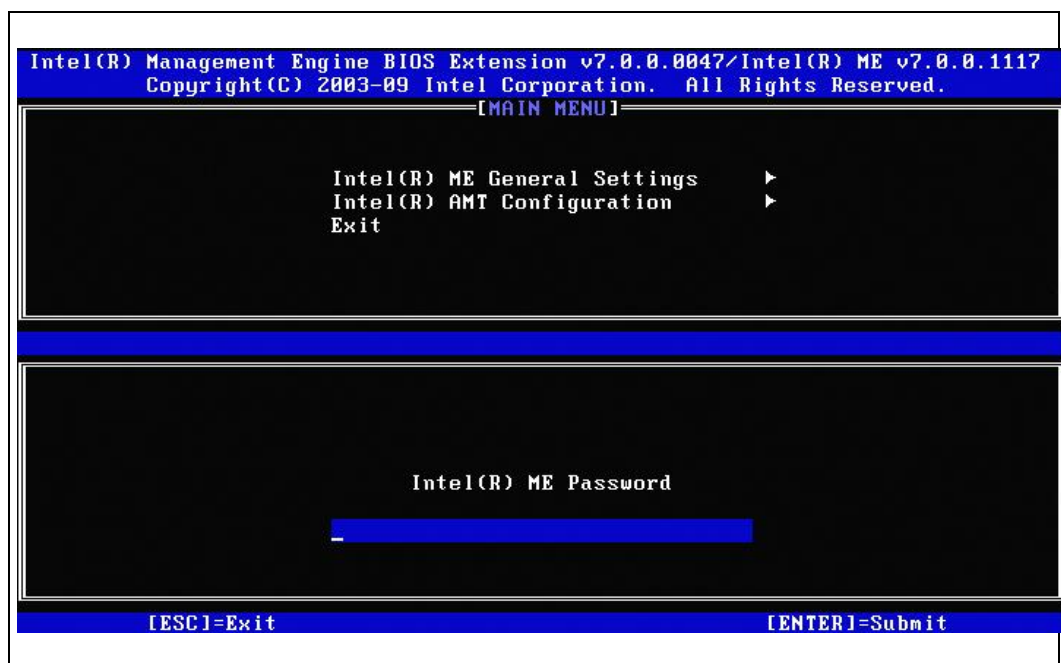 Intel(R) Management Engine BIOS Extension v7.0.0.0047/Intel(R) ME v7.0.0.1117
Copyright(C) 2003-09 Intel Corporation. All Rights Reserved.
[MAIN MENU]
Intel(R) ME General Settings ►
Intel(R) AMT Configuration ►
Exit
Intel(R) ME Password
_
[ESC]=Exit [ENTER]=Submit